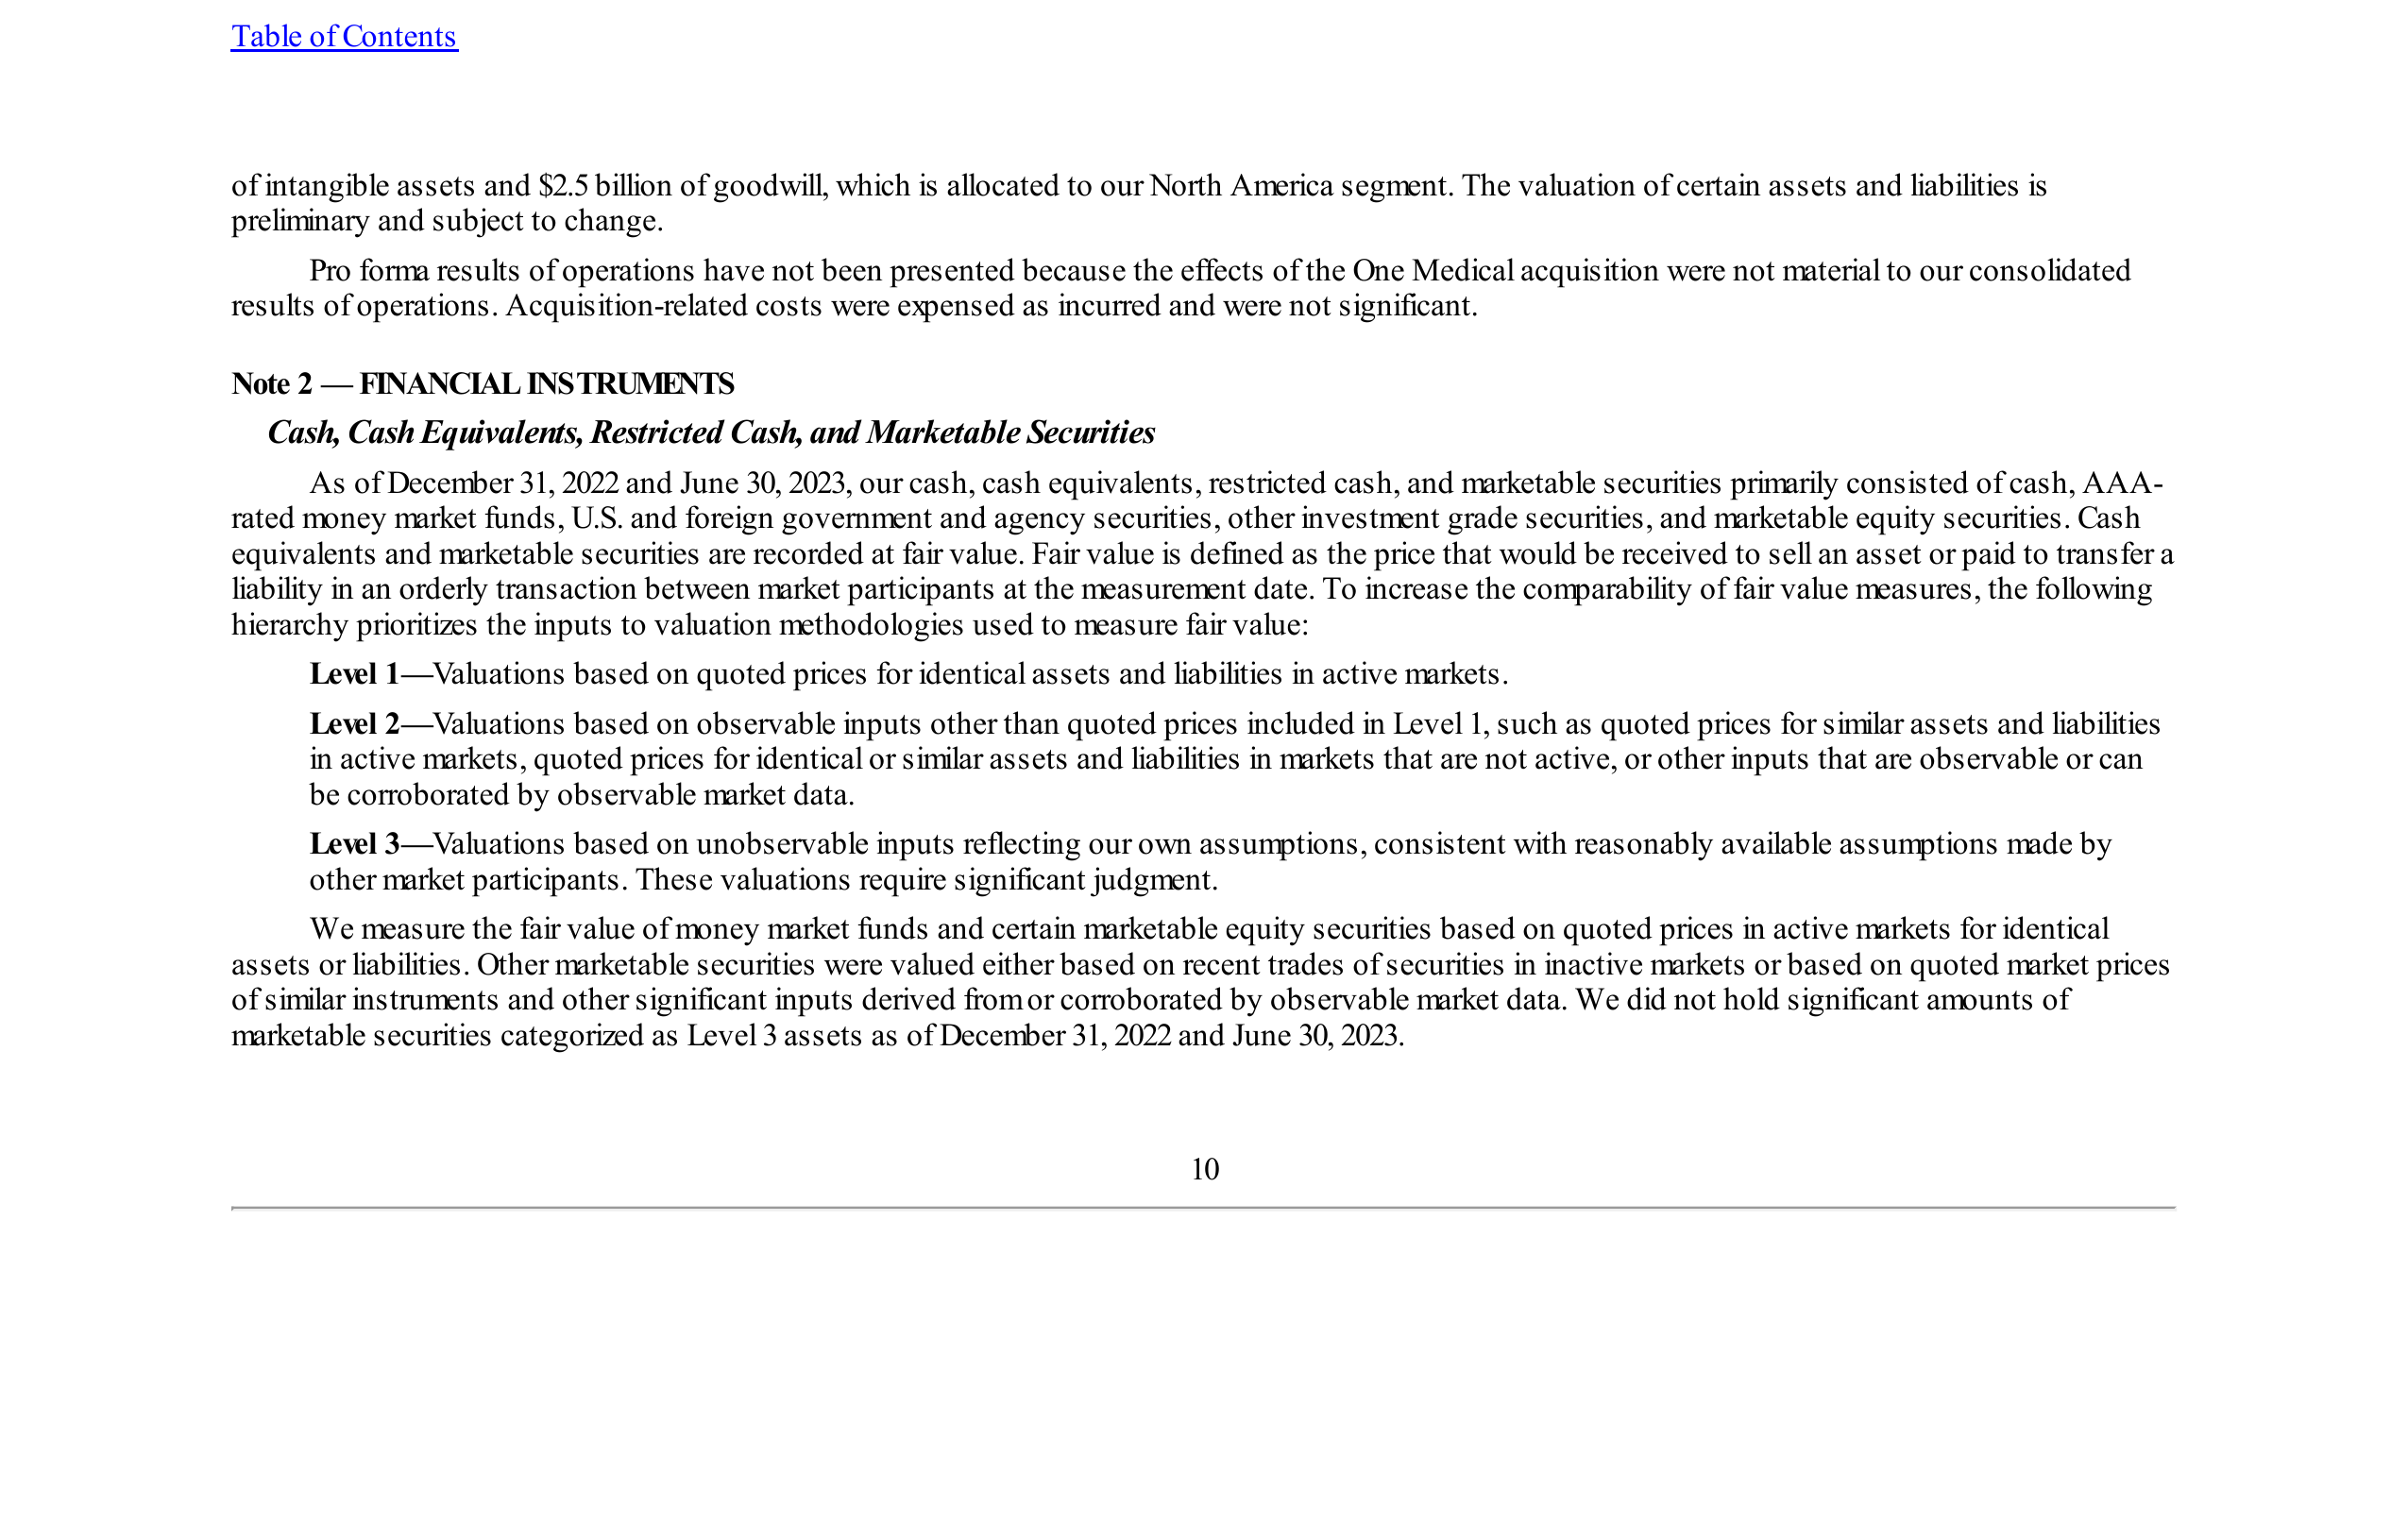 Table of Contents
of intangible assets and $2.5 billion of goodwill, which is allocated to our North America segment. The valuation of certain assets and liabilities is
preliminary and subject to change.
Pro forma results of operations have not been presented because the effects of the One Medical acquisition were not material to our consolidated
results of operations. Acquisition-related costs were expensed as incurred and were not significant.
Note 2 — FINANCIAL INSTRUMENTS
Cash, Cash Equivalents, Restricted Cash, and Marketable Securities
As of December 31, 2022 and June 30, 2023, our cash, cash equivalents, restricted cash, and marketable securities primarily consisted of cash, AAA-
rated money market funds, U.S. and foreign government and agency securities, other investment grade securities, and marketable equity securities. Cash
equivalents and marketable securities are recorded at fair value. Fair value is defined as the price that would be received to sell an asset or paid to transfer a
liability in an orderly transaction between market participants at the measurement date. To increase the comparability of fair value measures, the following
hierarchy prioritizes the inputs to valuation methodologies used to measure fair value:
Level 1—Valuations based on quoted prices for identical assets and liabilities in active markets.
Level 2—Valuations based on observable inputs other than quoted prices included in Level 1, such as quoted prices for similar assets and liabilities
in active markets, quoted prices for identical or similar assets and liabilities in markets that are not active, or other inputs that are observable or can
be corroborated by observable market data.
Level 3—Valuations based on unobservable inputs reflecting our own assumptions, consistent with reasonably available assumptions made by
other market participants. These valuations require significant judgment.
We measure the fair value of money market funds and certain marketable equity securities based on quoted prices in active markets for identical
assets or liabilities. Other marketable securities were valued either based on recent trades of securities in inactive markets or based on quoted market prices
of similar instruments and other significant inputs derived from or corroborated by observable market data. We did not hold significant amounts of
marketable securities categorized as Level 3 assets as of December 31, 2022 and June 30, 2023.
10